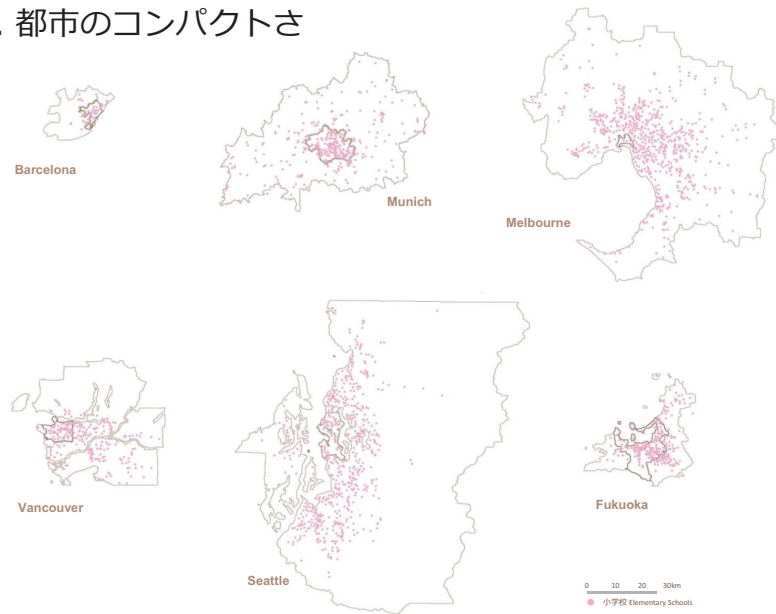 . 都市のコンパクトさ
Barcelona
Munich
Melbourne
Vancouver
Seattle
Fukuoka
0 10 20 30km
小学校 Elementary Schools